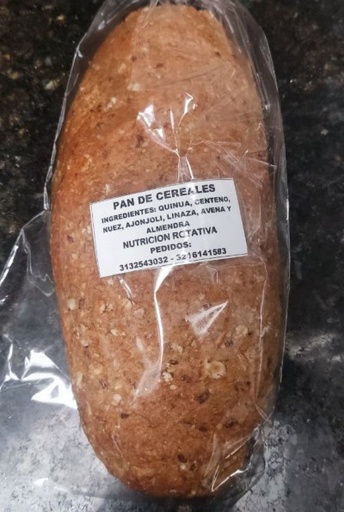 PAN DE CEREALES
INGREDIENTES: QUINUA, CENTENO,
NUEZ, AJONJOLI, LINAZA, AVENA Y
ALMENDRA
NUTRICION ROTATIVA
PEDIDOS:
3132543032 - 3216141583